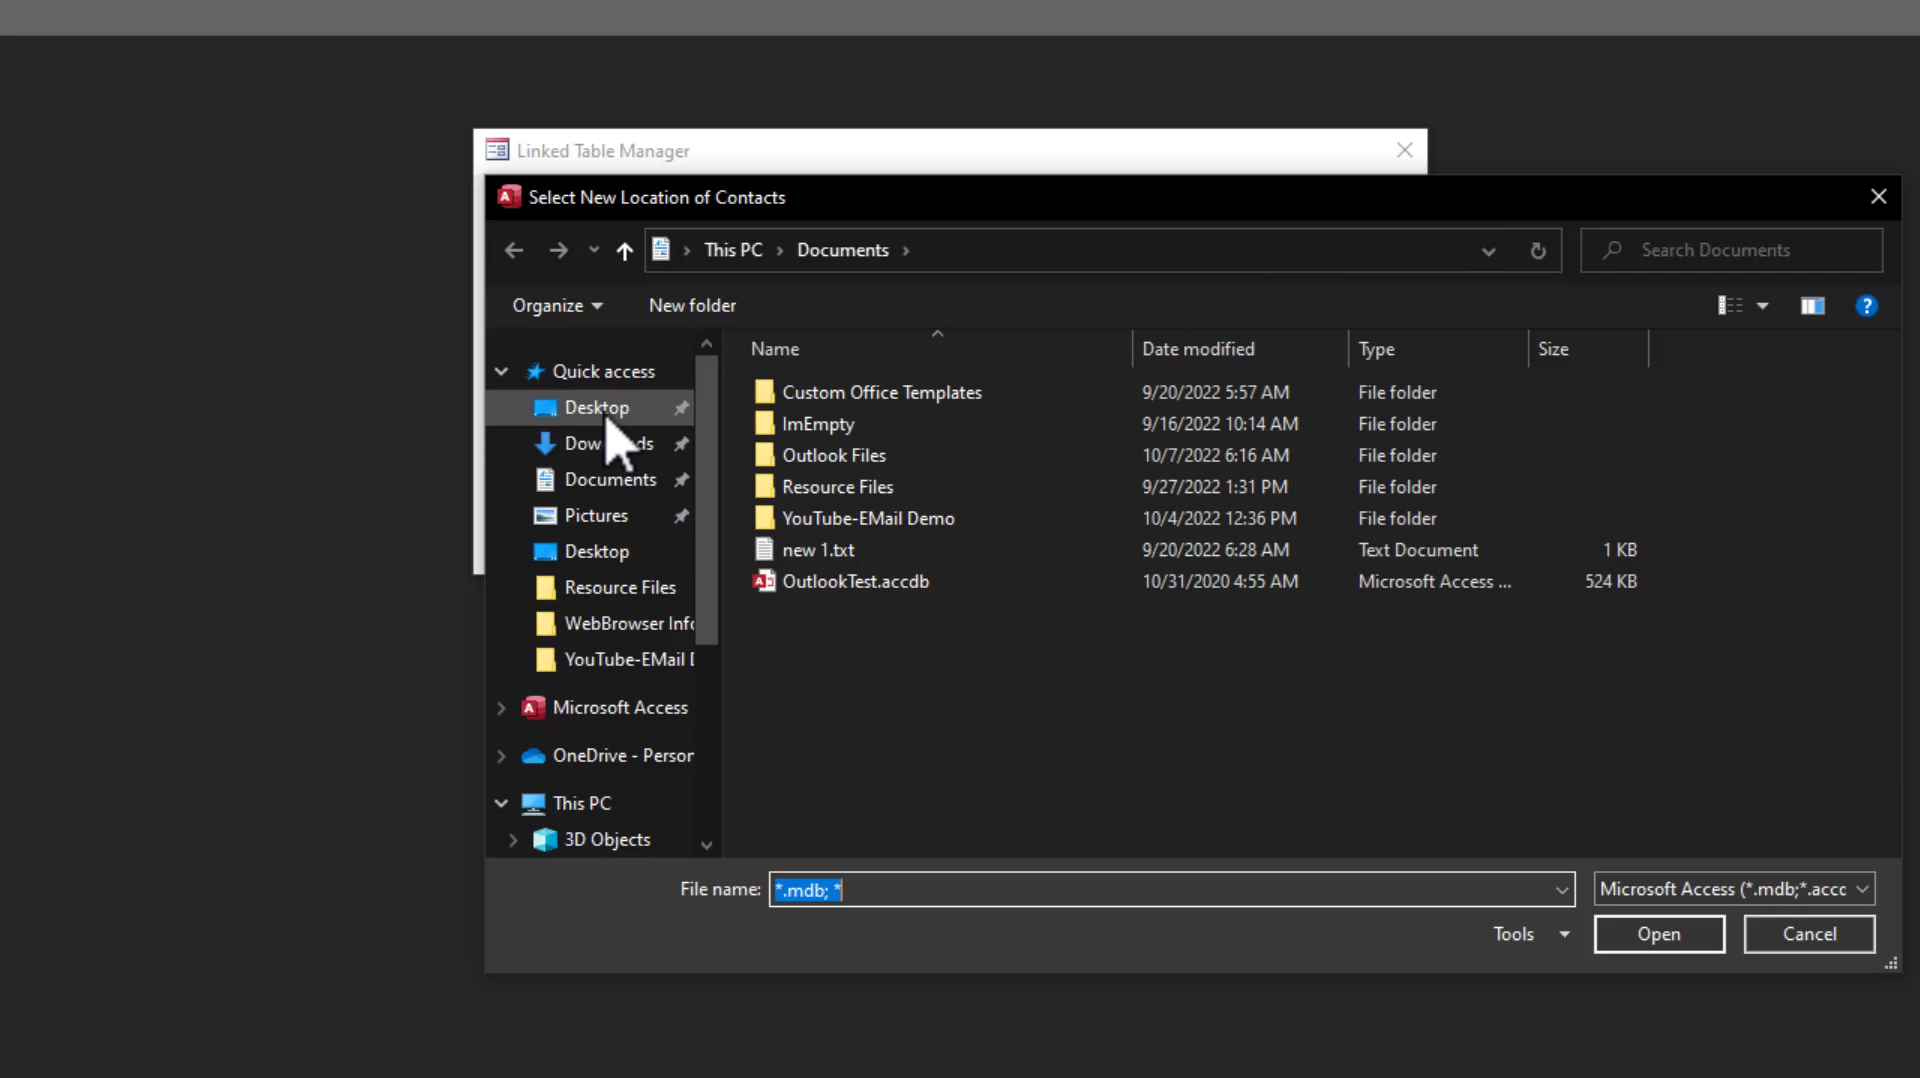 Linked Table Manager
Select New Location of Contacts
This PC > Documents >
Search Documents
Organize
New folder
Name
Date modified
Type
Size
Quick access
Desktop
Documents
Pictures
Desktop
Resource Files
WebBrowser Info
YouTube-EMail D
Microsoft Access
OneDrive - Person
This PC
3D Objects
Custom Office Templates 9/20/2022 5:57 AM File folder
ImEmpty 9/16/2022 10:14 AM File folder
Outlook Files 10/7/2022 6:16 AM File folder
Resource Files 9/27/2022 1:31 PM File folder
YouTube-EMail Demo 10/4/2022 12:36 PM File folder
new 1.txt 9/20/2022 6:28 AM Text Document 1 KB
OutlookTest.accdb 10/31/2020 4:55 AM Microsoft Access ... 524 KB
File name: *.mdb; *
Microsoft Access (*.mdb;*.accc
Tools
Open
Cancel